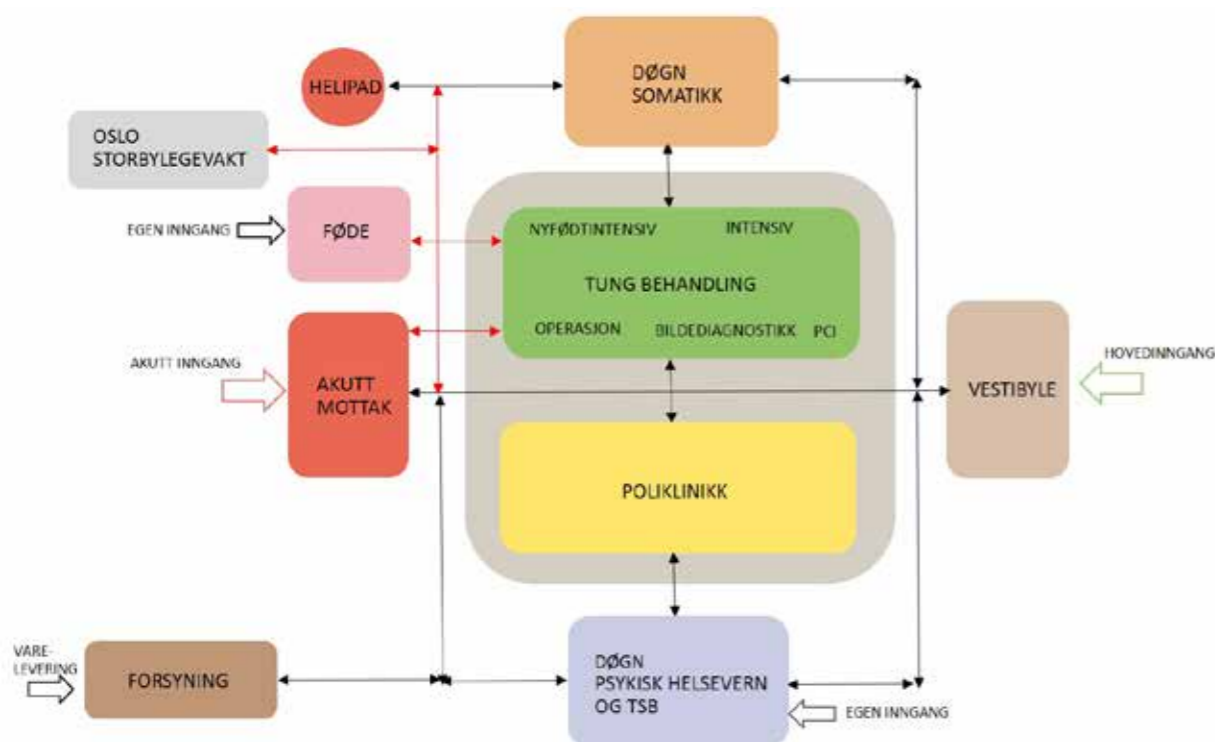 HELIPAD
DØGN
SOMATIKK
OSLO
STORBYLEGEVAKT
EGEN INNGANG
FØDE
NYFØDTINTENSIV
INTENSIV
TUNG BEHANDLING
OPERASJON
BILDEDIAGNOSTIKK
PCI
AKUTT INNGANG
AKUTT
MOTTAK
HOVEDINNGANG
VESTIBYLE
POLIKLINIKK
VARE-
LEVERING
FORSYNING
DØGN
PSYKISK HELSEVERN
OG TSB
EGEN INNGANG